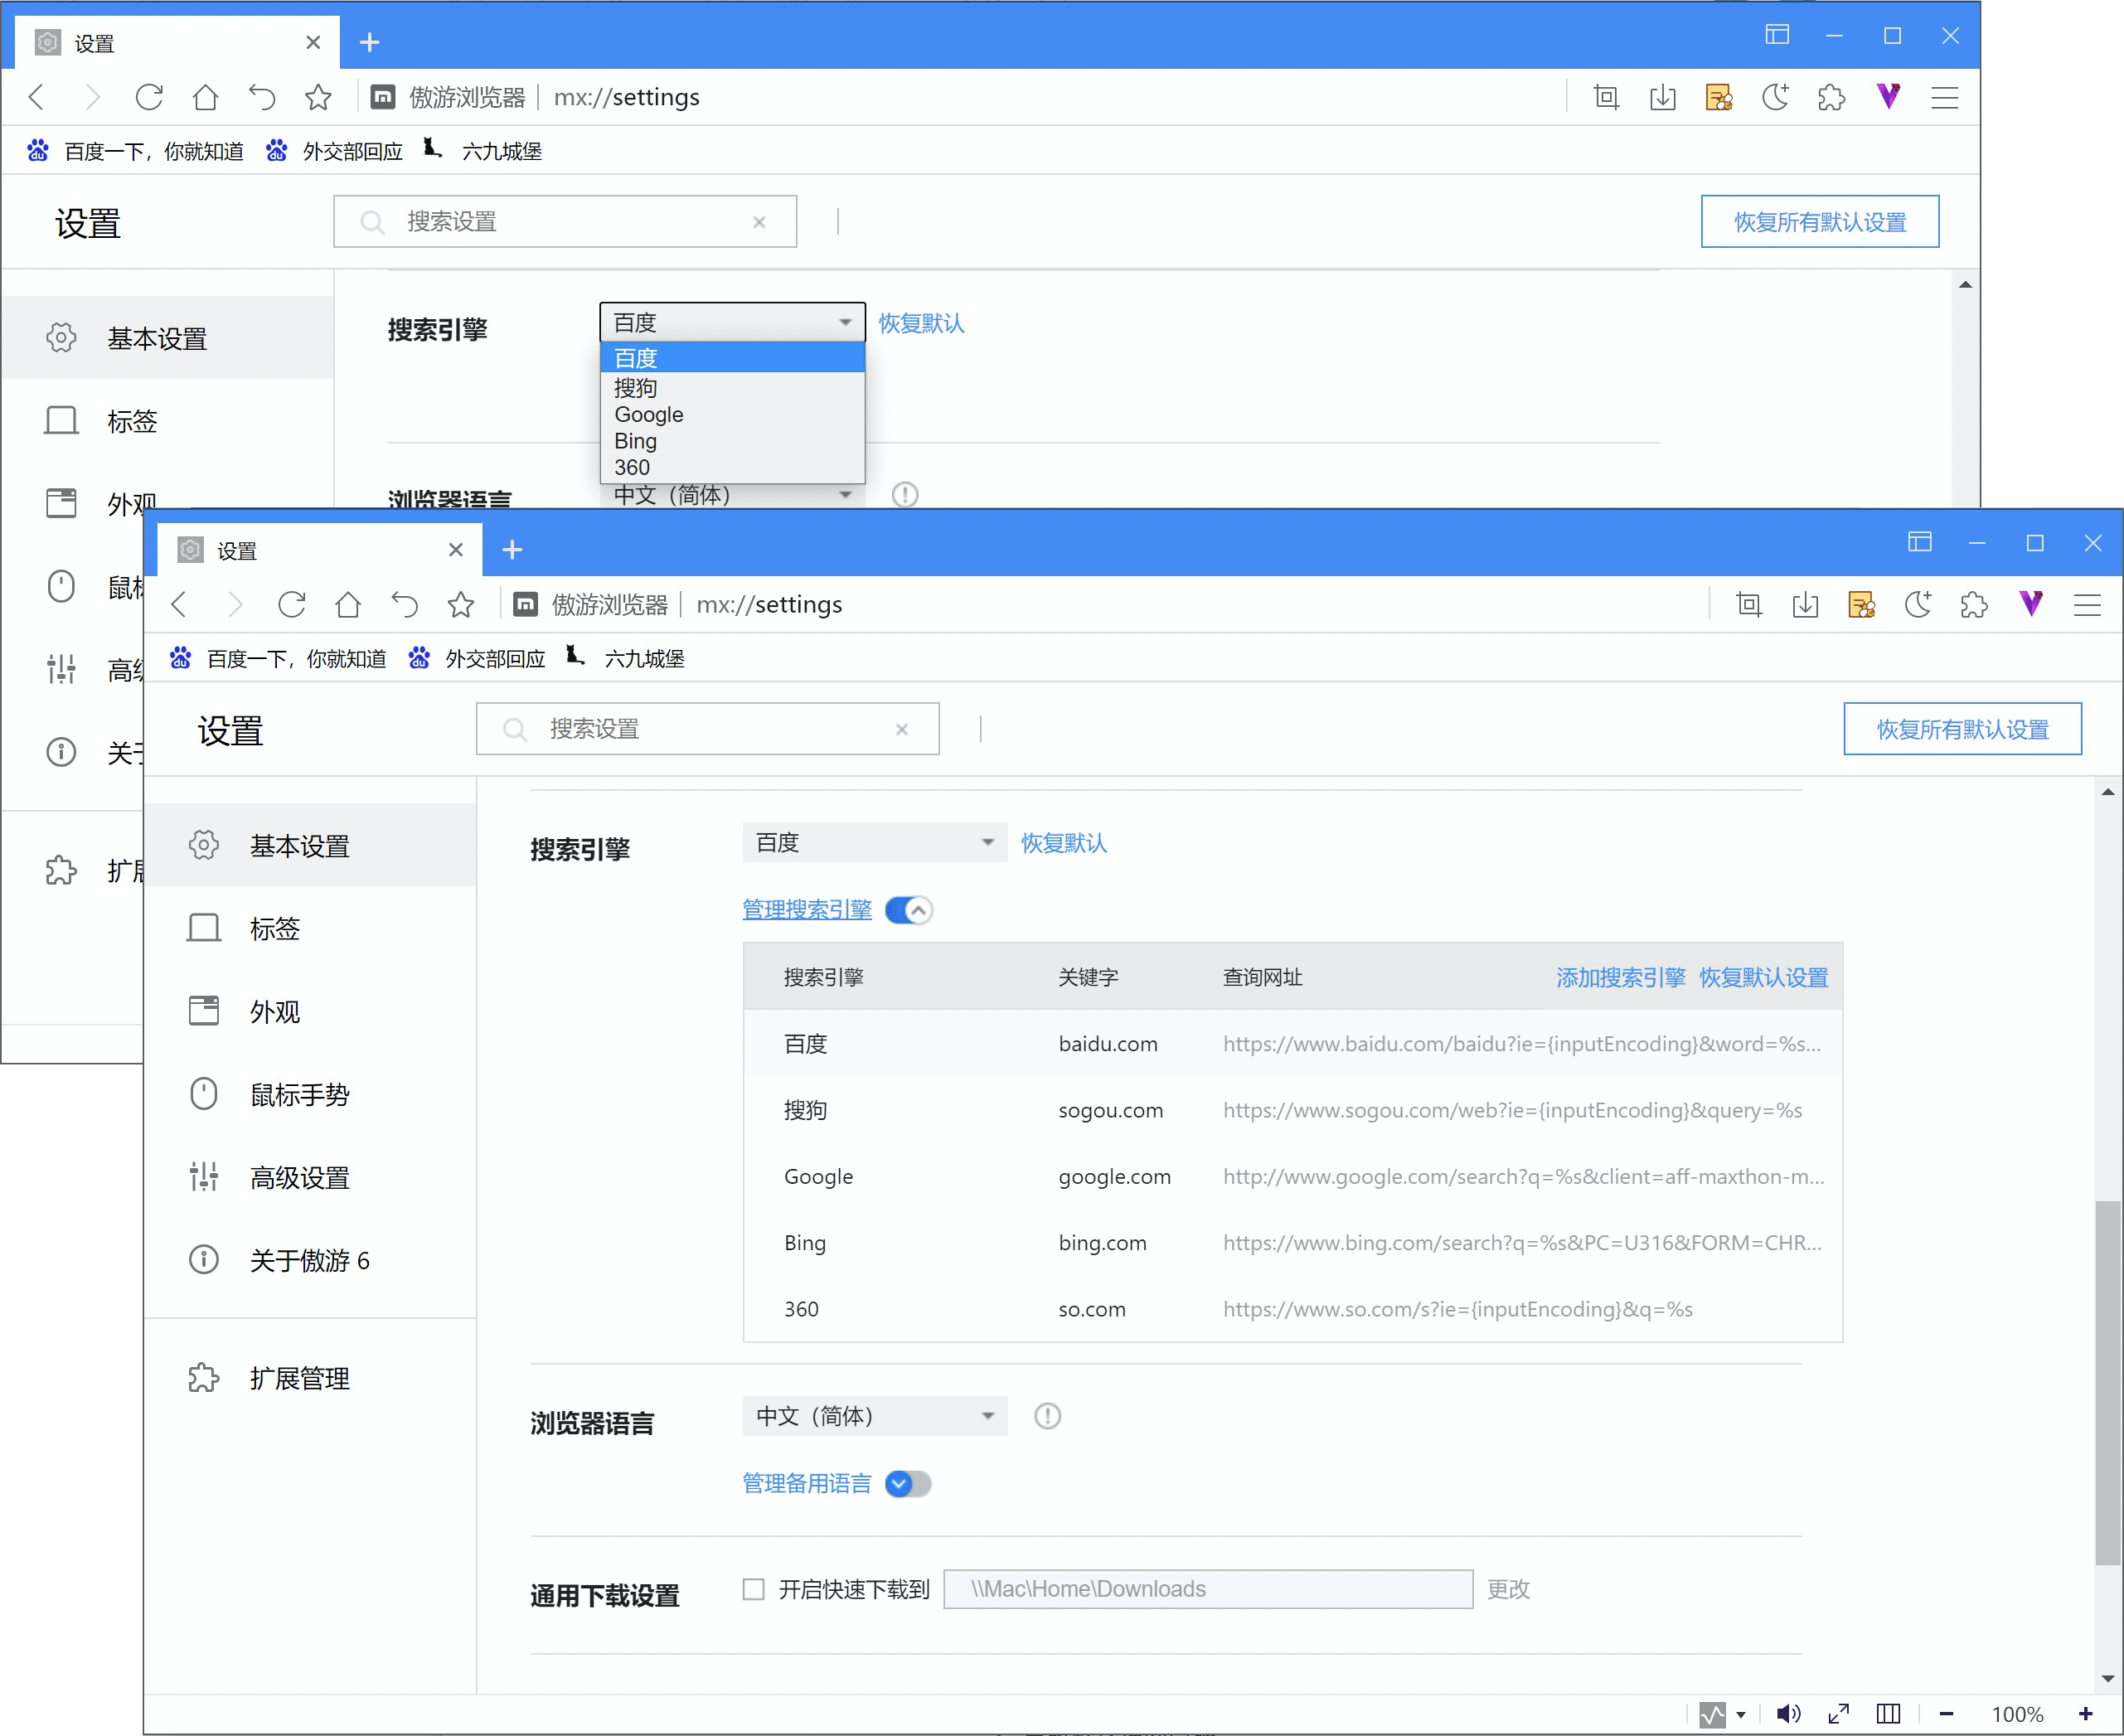 设置
傲游浏览器 mx://settings
百度一下，你就知道 外交部回应 六九城堡
设置 搜索设置 恢复所有默认设置
基本设置
标签
外观
搜索引擎 百度 恢复默认
百度
搜狗
Google
Bing
360
浏览器语言 中文（简体）
设置
傲游浏览器 mx://settings
百度一下，你就知道 外交部回应 六九城堡
设置 搜索设置 恢复所有默认设置
基本设置
标签
外观
鼠标手势
高级设置
关于傲游 6
扩展管理
搜索引擎 百度 恢复默认
管理搜索引擎
搜索引擎 关键字 查询网址 添加搜索引擎 恢复默认设置
百度 baidu.com https://www.baidu.com/baidu?ie={inputEncoding}&word=%s...
搜狗 sogou.com https://www.sogou.com/web?ie={inputEncoding}&query=%s
Google google.com http://www.google.com/search?q=%s&client=aff-maxthon-m...
Bing bing.com https://www.bing.com/search?q=%s&PC=U316&FORM=CHR...
360 so.com https://www.so.com/s?ie={inputEncoding}&q=%s
浏览器语言 中文（简体）
管理备用语言
通用下载设置 开启快速下载到 \\Mac\Home\Downloads 更改
100%